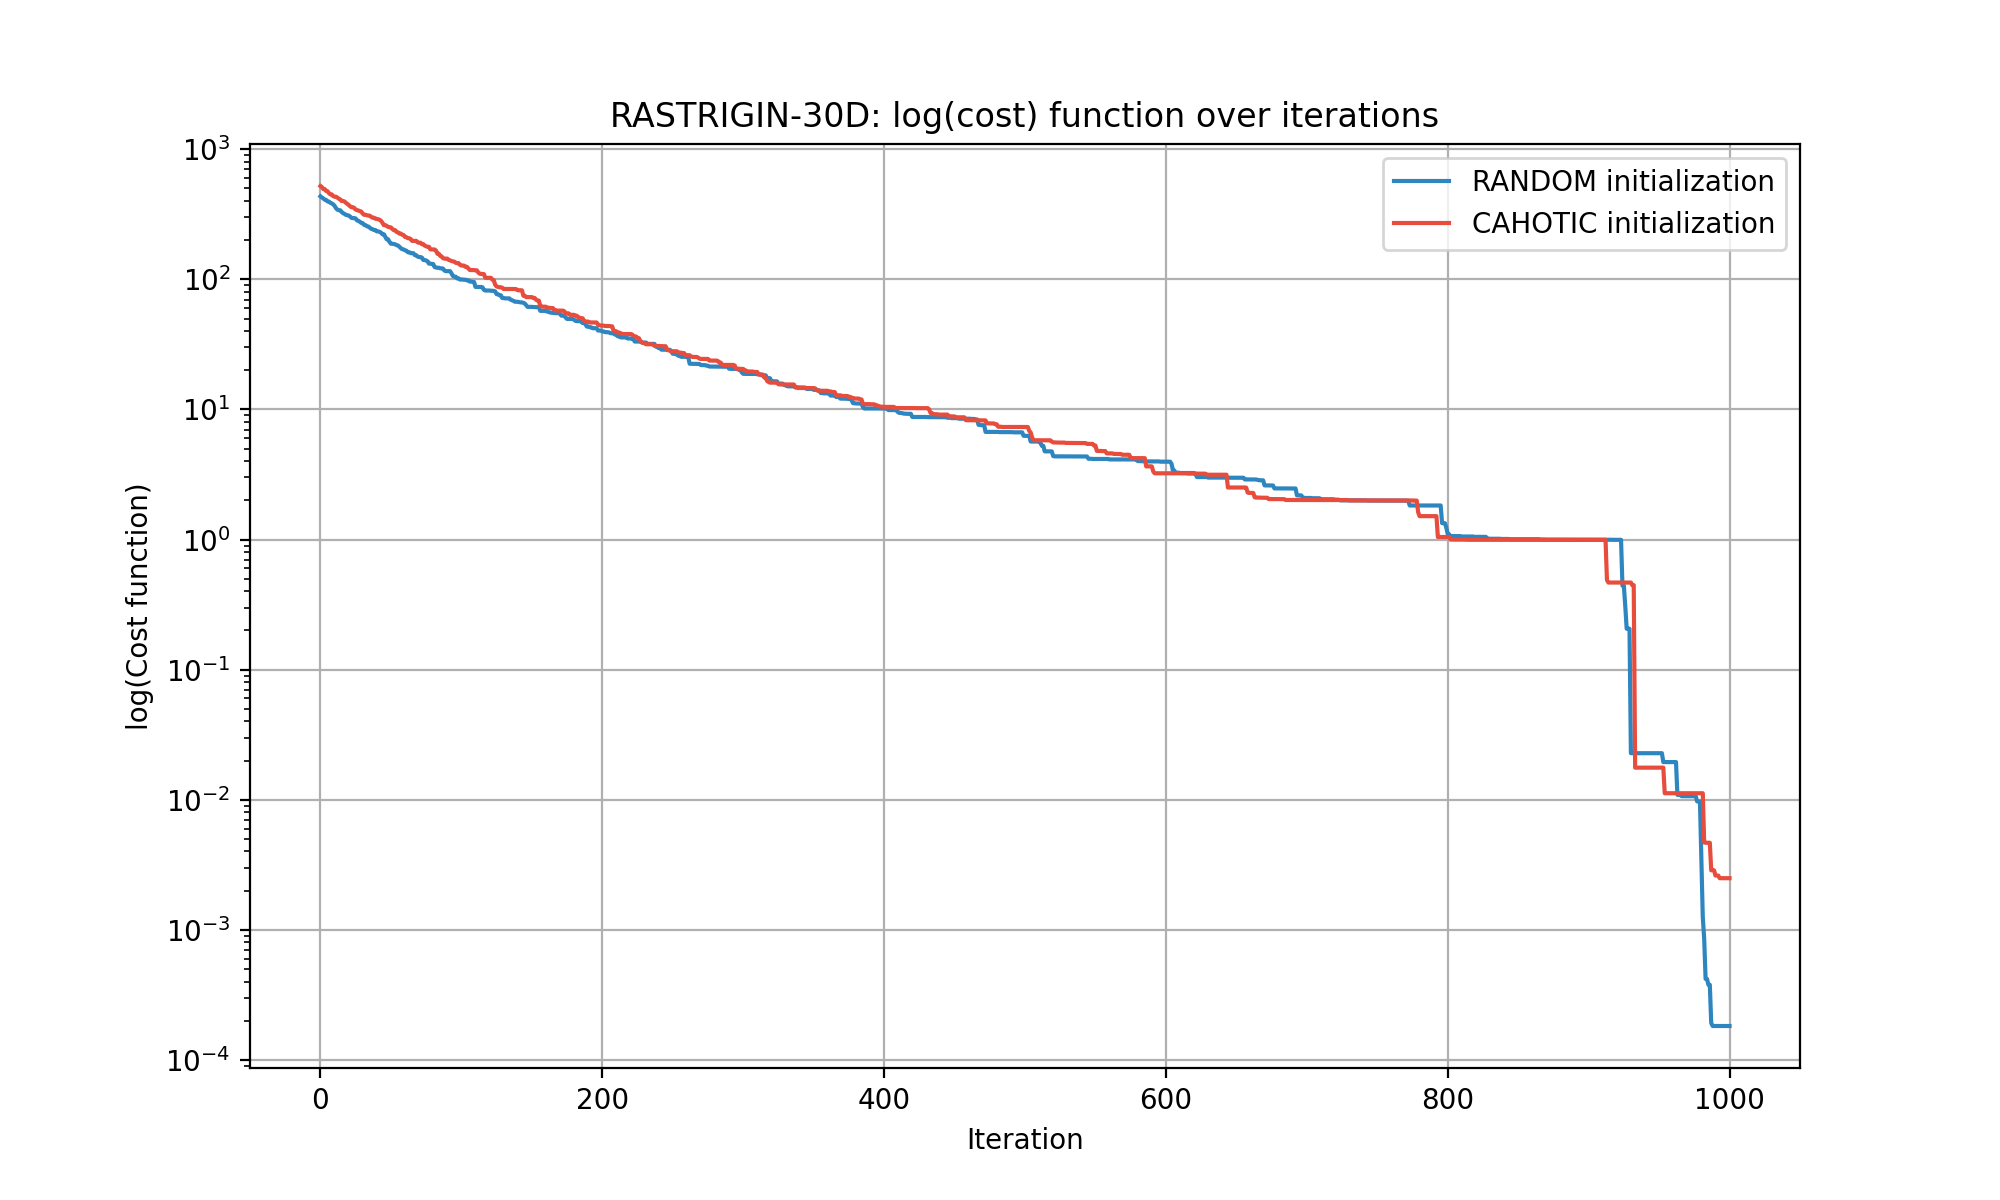 RASTRIGIN-30D: log(cost) function over iterations
RANDOM initialization
CAHOTIC initialization
log(Cost function)
10³
10²
10¹
10⁰
10⁻¹
10⁻²
10⁻³
10⁻⁴
0 200 400 600 800 1000
Iteration